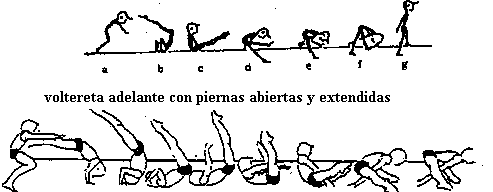 a b c d e f g
voltereta adelante con piernas abiertas y extendidas